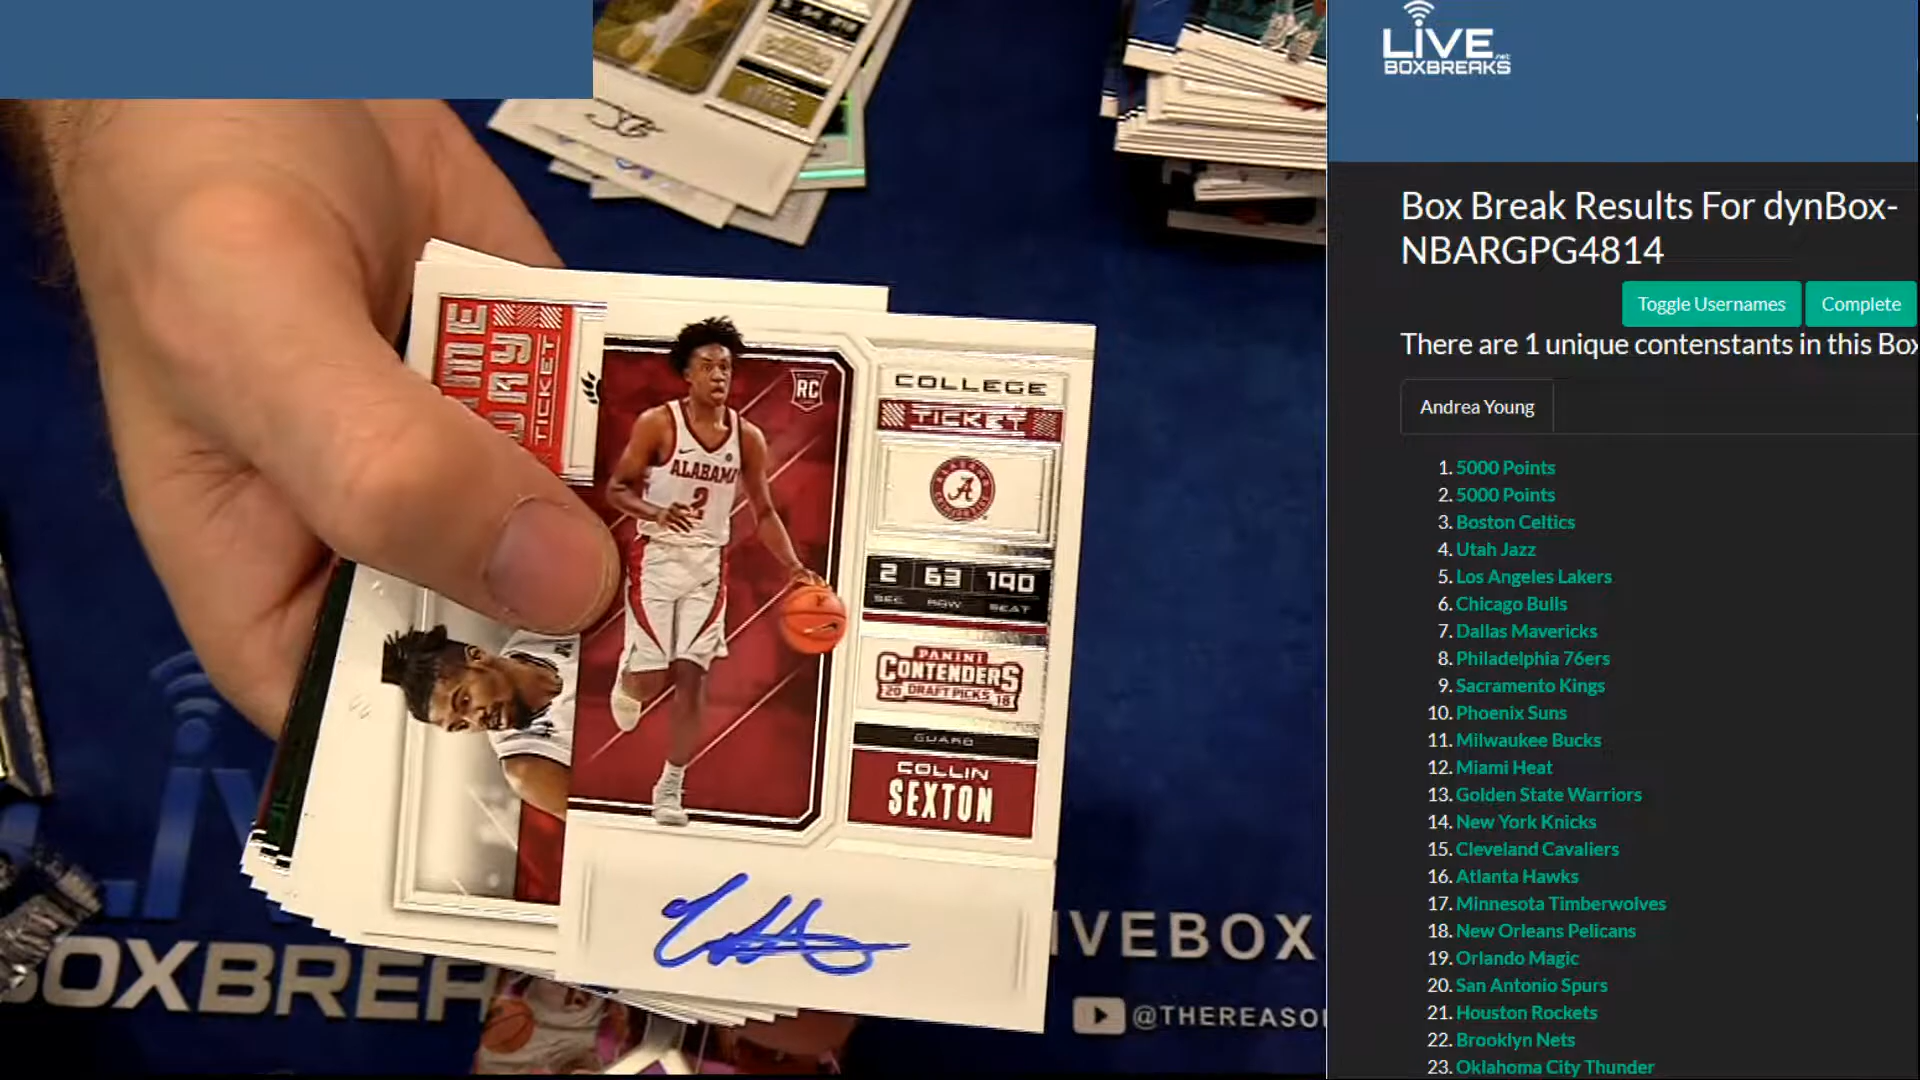 LIVE
.net
BOXBREAKS
Box Break Results For dynBox-
NBARGPG4814
Toggle Usernames
Complete
There are 1 unique contenstants in this Box
Andrea Young
1. 5000 Points
2. 5000 Points
3. Boston Celtics
4. Utah Jazz
5. Los Angeles Lakers
6. Chicago Bulls
7. Dallas Mavericks
8. Philadelphia 76ers
9. Sacramento Kings
10. Phoenix Suns
11. Milwaukee Bucks
12. Miami Heat
13. Golden State Warriors
14. New York Knicks
15. Cleveland Cavaliers
16. Atlanta Hawks
17. Minnesota Timberwolves
18. New Orleans Pelicans
19. Orlando Magic
20. San Antonio Spurs
21. Houston Rockets
22. Brooklyn Nets
23. Oklahoma City Thunder
TICKET
RC
ALABAMA
2
COLLEGE
TICKET
A
2 63 190
SEC ROW SEAT
PANINI
CONTENDERS
20 DRAFT PICKS 18
GUARD
COLLIN
SEXTON
OXBRE
IVEBOX
@THEREASO